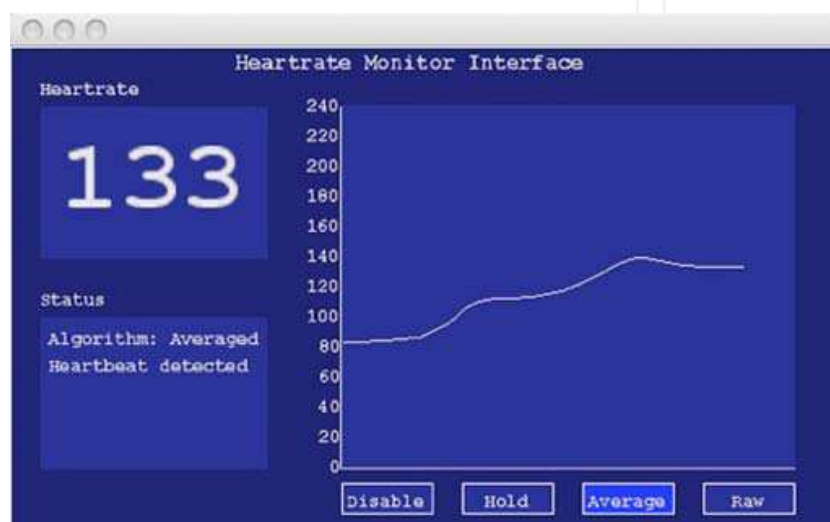 Heartrate Monitor Interface
Heartrate
133
Status
Algorithm: Averaged
Heartbeat detected
240
220
200
180
160
140
120
100
80
60
40
20
0
Disable
Hold
Average
Raw